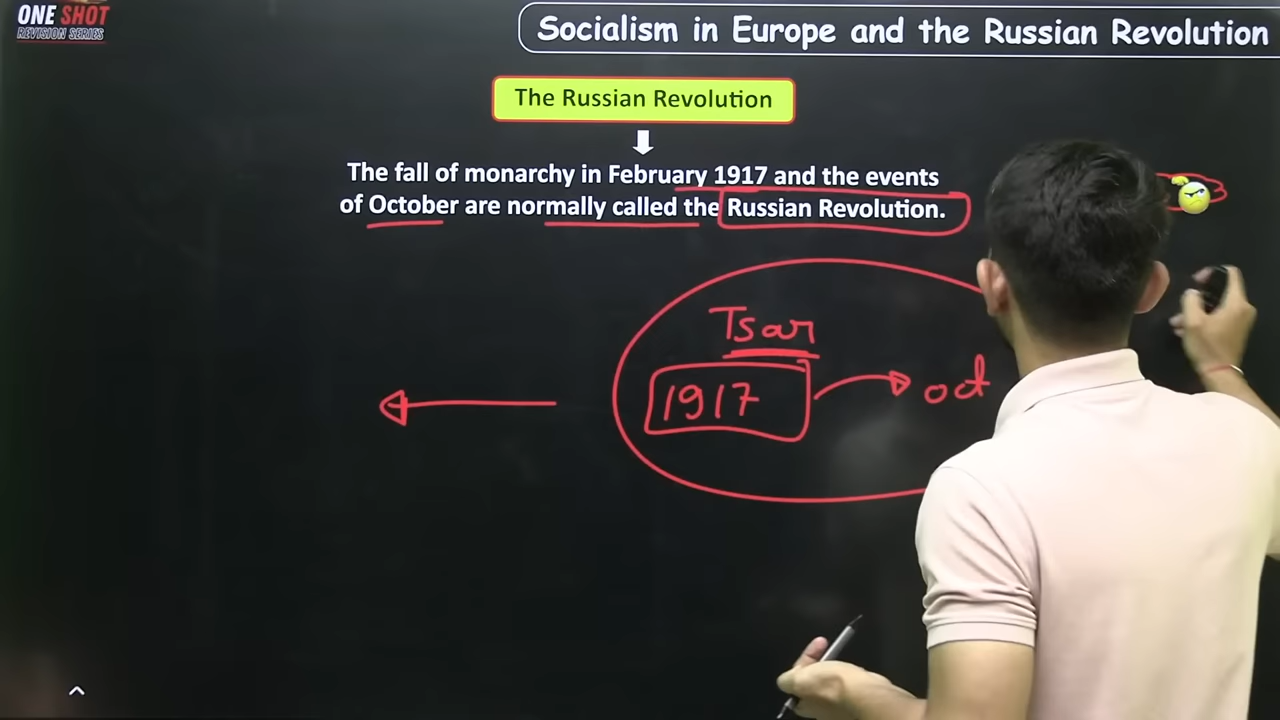 ONE SHOT
REVISION SERIES
Socialism in Europe and the Russian Revolution
The Russian Revolution
The fall of monarchy in February 1917 and the events
of October are normally called the Russian Revolution.
Tsar
1917
oct